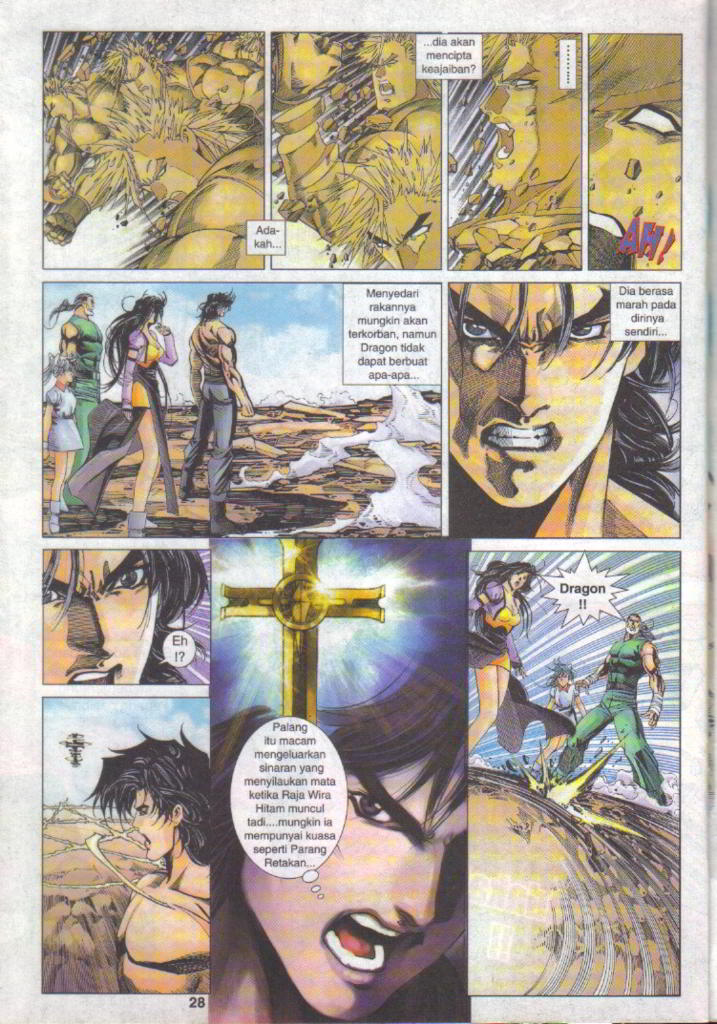 Ada-
kah...
...dia akan
mencipta
keajaiban?
..........
AH!
Menyedari
rakannya
mungkin akan
terkorban, namun
Dragon tidak
dapat berbuat
apa-apa...
Dia berasa
marah pada
dirinya
sendiri...
Eh
!?
Palang
itu macam
mengeluarkan
sinaran yang
menyilaukan mata
ketika Raja Wira
Hitam muncul
tadi....mungkin ia
mempunyai kuasa
seperti Parang
Retakan...
Dragon
!!
28